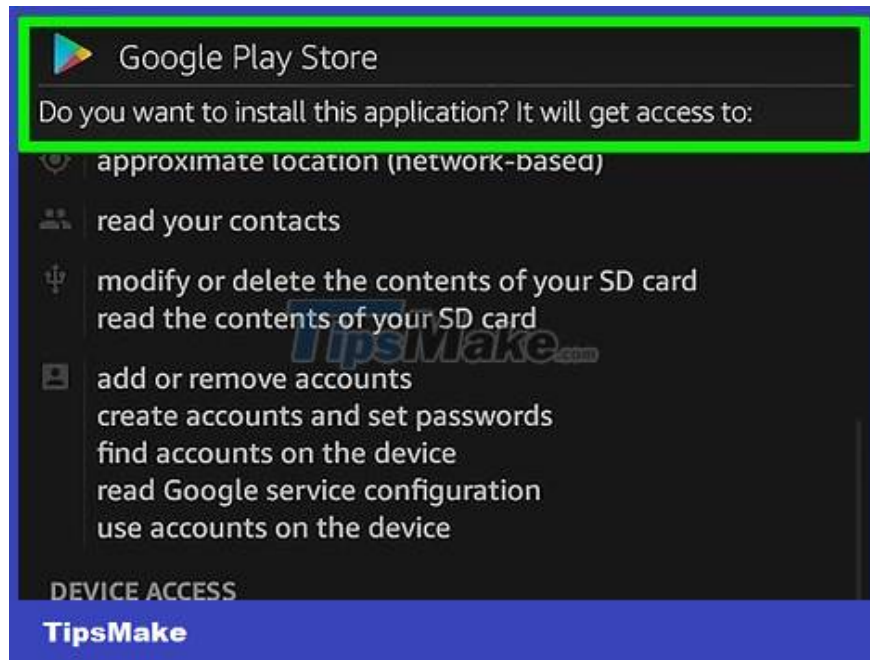 Google Play Store
Do you want to install this application? It will get access to:
approximate location (network-based)
read your contacts
modify or delete the contents of your SD card
read the contents of your SD card
TipsMake.com
add or remove accounts
create accounts and set passwords
find accounts on the device
read Google service configuration
use accounts on the device
DEVICE ACCESS
TipsMake